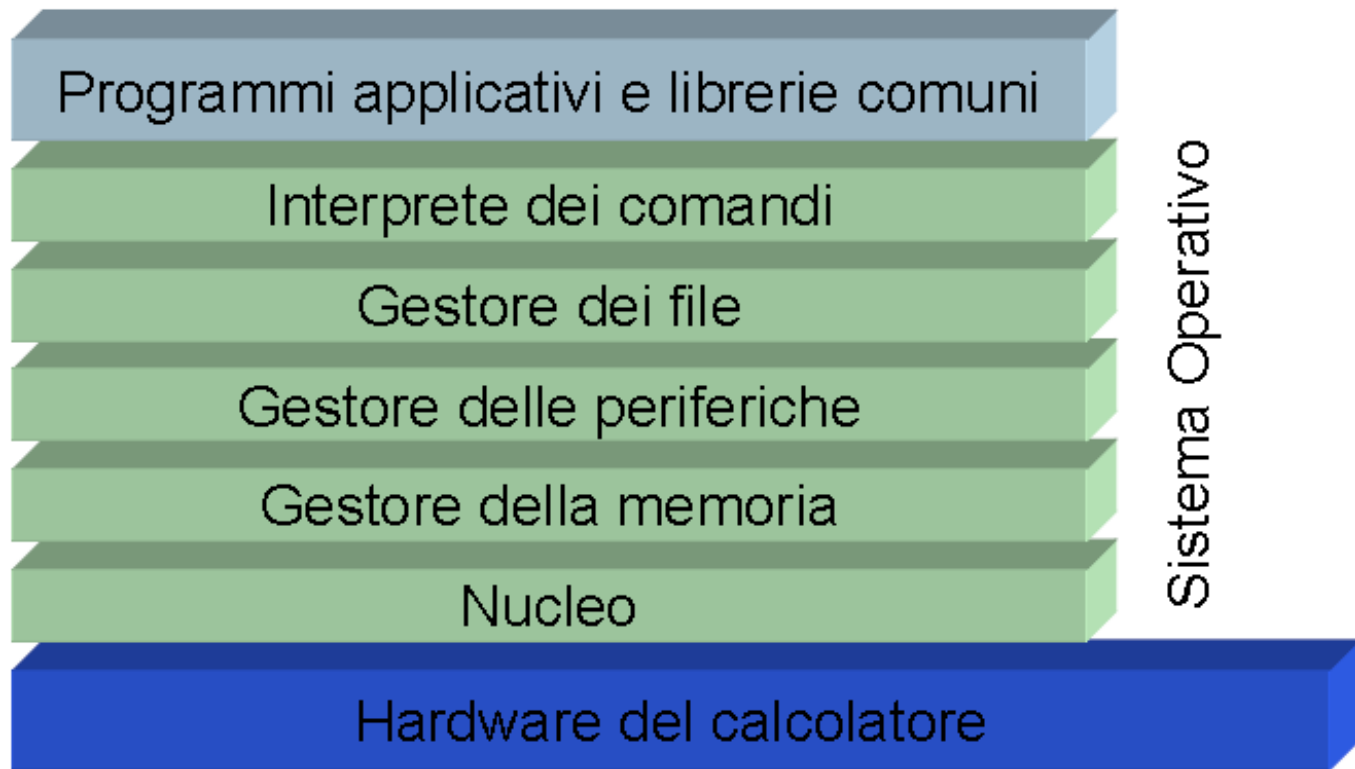 Programmi applicativi e librerie comuni
Interprete dei comandi
Gestore dei file
Gestore delle periferiche
Gestore della memoria
Nucleo
Hardware del calcolatore
Sistema Operativo